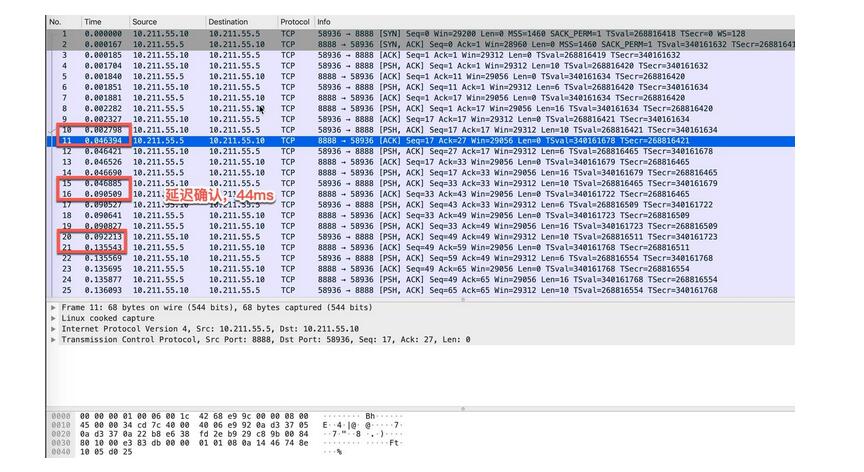 No. Time Source Destination Protocol Info
1 0.000000 10.211.55.10 10.211.55.5 TCP 58936 → 8888 [SYN] Seq=0 Win=29200 Len=0 MSS=1460 SACK_PERM=1 TSval=268816418 TSecr=0 WS=128
2 0.000167 10.211.55.5 10.211.55.10 TCP 8888 → 58936 [SYN, ACK] Seq=0 Ack=1 Win=28960 Len=0 MSS=1460 SACK_PERM=1 TSval=340161632 TSecr=26881641
3 0.000185 10.211.55.10 10.211.55.5 TCP 58936 → 8888 [ACK] Seq=1 Ack=1 Win=29312 Len=0 TSval=268816419 TSecr=340161632
4 0.001704 10.211.55.10 10.211.55.5 TCP 58936 → 8888 [PSH, ACK] Seq=1 Ack=1 Win=29312 Len=10 TSval=268816420 TSecr=340161632
5 0.001840 10.211.55.5 10.211.55.10 TCP 8888 → 58936 [ACK] Seq=1 Ack=11 Win=29056 Len=0 TSval=340161634 TSecr=268816420
6 0.001851 10.211.55.10 10.211.55.5 TCP 58936 → 8888 [PSH, ACK] Seq=11 Ack=1 Win=29312 Len=6 TSval=268816420 TSecr=340161634
7 0.001881 10.211.55.5 10.211.55.10 TCP 8888 → 58936 [ACK] Seq=1 Ack=17 Win=29056 Len=0 TSval=340161634 TSecr=268816420
8 0.002282 10.211.55.5 10.211.55.10 TCP 8888 → 58936 [PSH, ACK] Seq=1 Ack=17 Win=29056 Len=16 TSval=340161634 TSecr=268816420
9 0.002327 10.211.55.10 10.211.55.5 TCP 58936 → 8888 [ACK] Seq=17 Ack=17 Win=29312 Len=0 TSval=268816421 TSecr=340161634
10 0.002798 10.211.55.10 10.211.55.5 TCP 58936 → 8888 [PSH, ACK] Seq=17 Ack=17 Win=29312 Len=10 TSval=268816421 TSecr=340161634
11 0.046394 10.211.55.5 10.211.55.10 TCP 8888 → 58936 [ACK] Seq=17 Ack=27 Win=29056 Len=0 TSval=340161678 TSecr=268816421
12 0.046421 10.211.55.10 10.211.55.5 TCP 58936 → 8888 [PSH, ACK] Seq=27 Ack=17 Win=29312 Len=6 TSval=268816465 TSecr=340161678
13 0.046526 10.211.55.5 10.211.55.10 TCP 8888 → 58936 [ACK] Seq=17 Ack=33 Win=29056 Len=0 TSval=340161679 TSecr=268816465
14 0.046690 10.211.55.5 10.211.55.10 TCP 8888 → 58936 [PSH, ACK] Seq=17 Ack=33 Win=29056 Len=16 TSval=340161679 TSecr=268816465
15 0.046885 10.211.55.10 10.211.55.5 TCP 58936 → 8888 [PSH, ACK] Seq=33 Ack=33 Win=29312 Len=10 TSval=268816465 TSecr=340161679
16 0.090509 10.211.55.5 10.211.55.10 TCP 8888 → 58936 [ACK] Seq=33 Ack=43 Win=29056 Len=0 TSval=340161722 TSecr=268816465
延迟确认，44ms
17 0.090527 10.211.55.10 10.211.55.5 TCP 58936 → 8888 [PSH, ACK] Seq=43 Ack=33 Win=29312 Len=6 TSval=268816509 TSecr=340161722
18 0.090641 10.211.55.5 10.211.55.10 TCP 8888 → 58936 [ACK] Seq=33 Ack=49 Win=29056 Len=0 TSval=340161723 TSecr=268816509
19 0.090827 10.211.55.5 10.211.55.10 TCP 8888 → 58936 [PSH, ACK] Seq=33 Ack=49 Win=29056 Len=16 TSval=340161723 TSecr=268816509
20 0.092213 10.211.55.10 10.211.55.5 TCP 58936 → 8888 [PSH, ACK] Seq=49 Ack=49 Win=29312 Len=10 TSval=268816511 TSecr=340161723
21 0.135543 10.211.55.5 10.211.55.10 TCP 8888 → 58936 [ACK] Seq=49 Ack=59 Win=29056 Len=0 TSval=340161768 TSecr=268816511
22 0.135569 10.211.55.10 10.211.55.5 TCP 58936 → 8888 [PSH, ACK] Seq=59 Ack=49 Win=29312 Len=6 TSval=268816554 TSecr=340161768
23 0.135695 10.211.55.5 10.211.55.10 TCP 8888 → 58936 [ACK] Seq=49 Ack=65 Win=29056 Len=0 TSval=340161768 TSecr=268816554
24 0.135877 10.211.55.5 10.211.55.10 TCP 8888 → 58936 [PSH, ACK] Seq=49 Ack=65 Win=29056 Len=16 TSval=340161768 TSecr=268816554
25 0.136093 10.211.55.10 10.211.55.5 TCP 58936 → 8888 [PSH, ACK] Seq=65 Ack=65 Win=29312 Len=10 TSval=268816554 TSecr=340161768
Frame 11: 68 bytes on wire (544 bits), 68 bytes captured (544 bits)
Linux cooked capture
Internet Protocol Version 4, Src: 10.211.55.5, Dst: 10.211.55.10
Transmission Control Protocol, Src Port: 8888, Dst Port: 58936, Seq: 17, Ack: 27, Len: 0
0000 00 00 00 01 00 06 00 1c 42 68 e9 9c 00 00 08 00 ········ Bh······
0010 45 00 00 34 cd 7c 40 00 40 06 e9 92 0a d3 37 05 E··4·|@· @·····7·
0020 0a d3 37 0a 22 b8 e6 38 fd 2e b9 29 c8 9b 00 84 ··7·"··8 ·.·)····
0030 80 10 00 e3 83 db 00 00 01 01 08 0a 14 46 74 8e ········ ·····Ft·
0040 10 05 d0 25 ···%